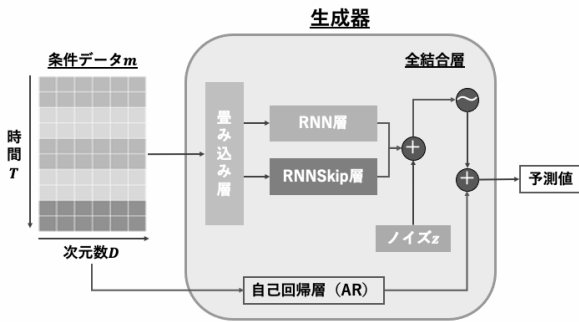 生成器
条件データm
全結合層
時間
T
畳み込み層
RNN層
RNNSkip層
ノイズz
予測値
次元数D
自己回帰層（AR）